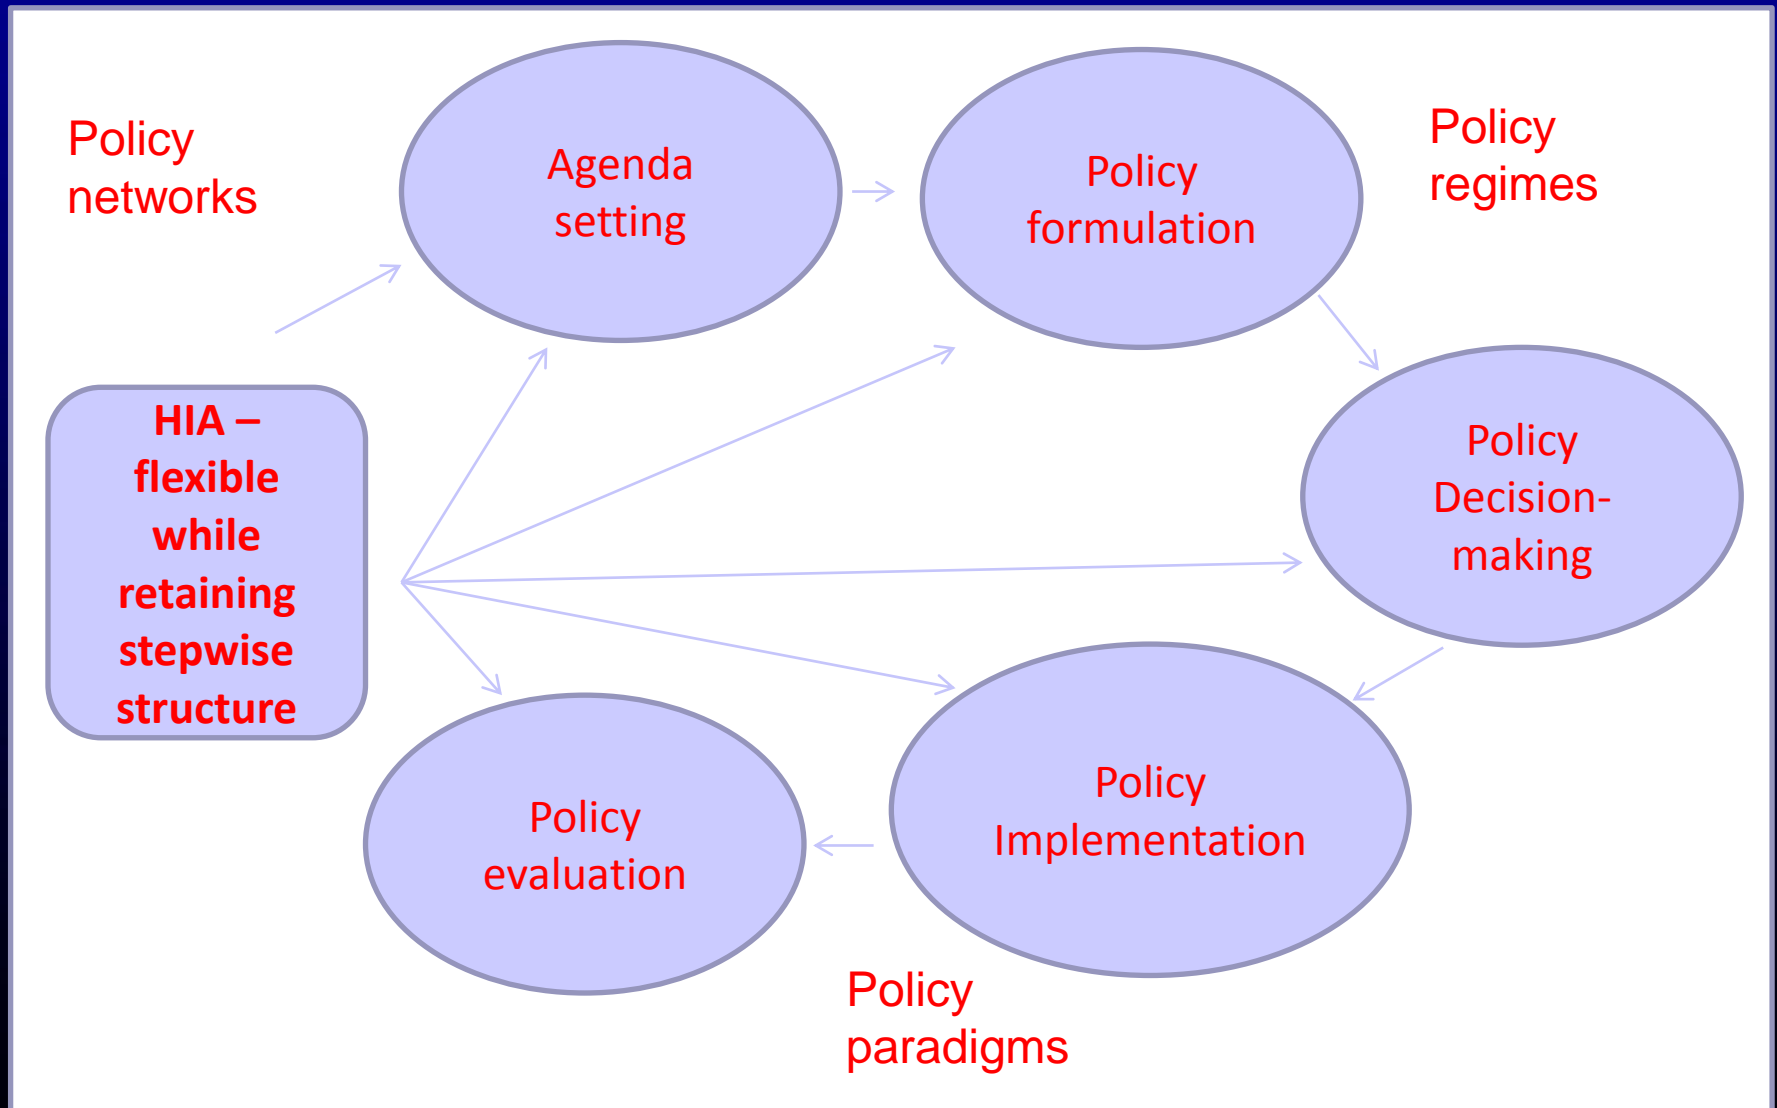 Policy
networks
Agenda
setting
Policy
formulation
Policy
regimes
HIA –
flexible
while
retaining
stepwise
structure
Policy
Decision-
making
Policy
Implementation
Policy
evaluation
Policy
paradigms